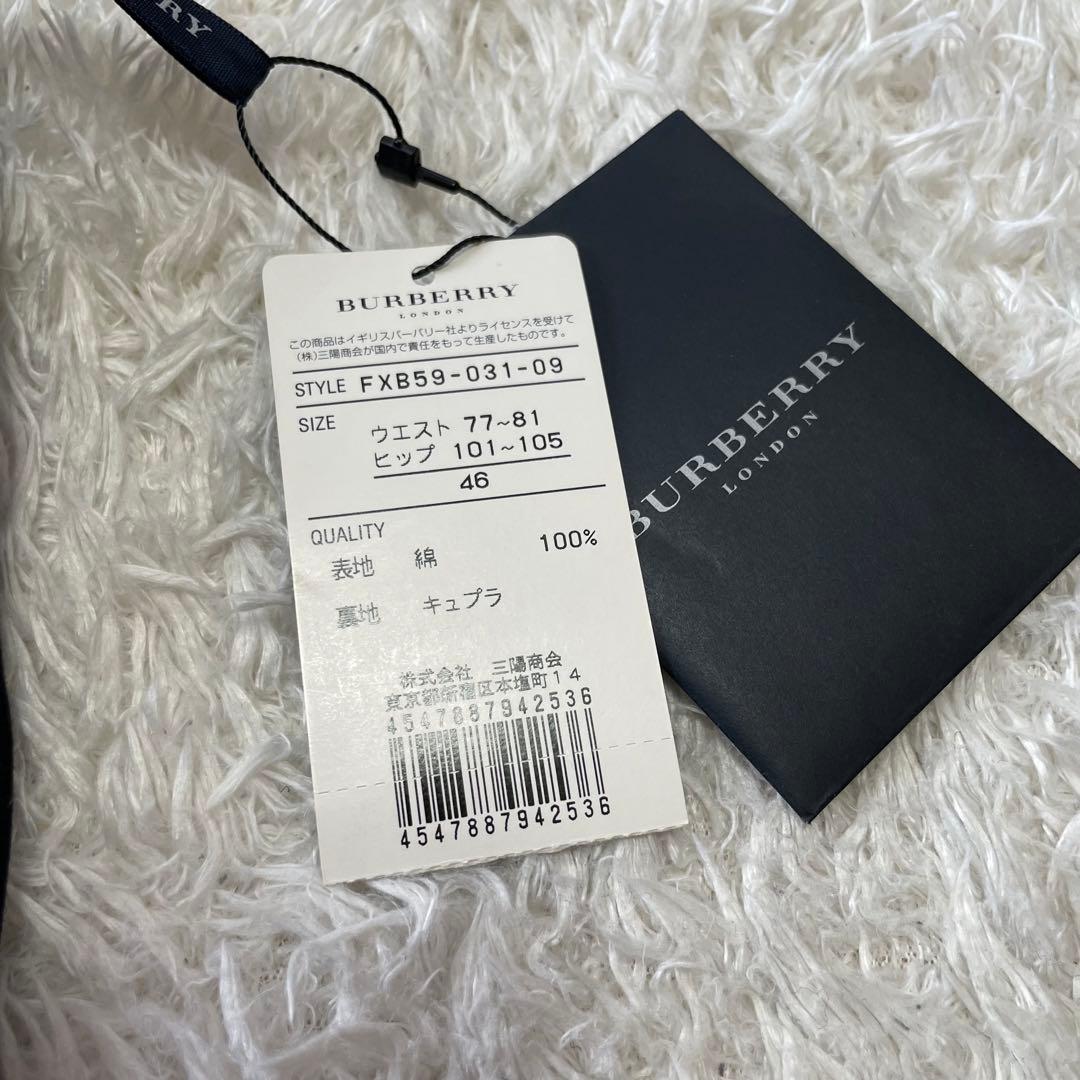 RRY
BURBERRY
LONDON
この商品はイギリスバーバリー社よりライセンスを受けて
(株)三陽商会が国内で責任をもって生産したものです。
STYLE FXB59-031-09
SIZE
ウエスト 77~81
ヒップ 101~105
46
QUALITY
表地 綿 100%
裏地 キュプラ
株式会社 三陽商会
東京都新宿区本塩町14
4547887942536
4547887942536
BURBERRY
LONDON